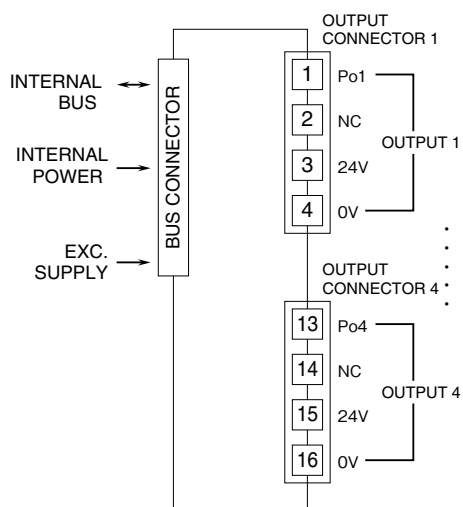 OUTPUT
CONNECTOR 1
INTERNAL
BUS
INTERNAL
POWER
EXC.
SUPPLY
BUS CONNECTOR
1 Po1
2 NC
3 24V
4 0V
OUTPUT 1
OUTPUT
CONNECTOR 4
13 Po4
14 NC
15 24V
16 0V
OUTPUT 4